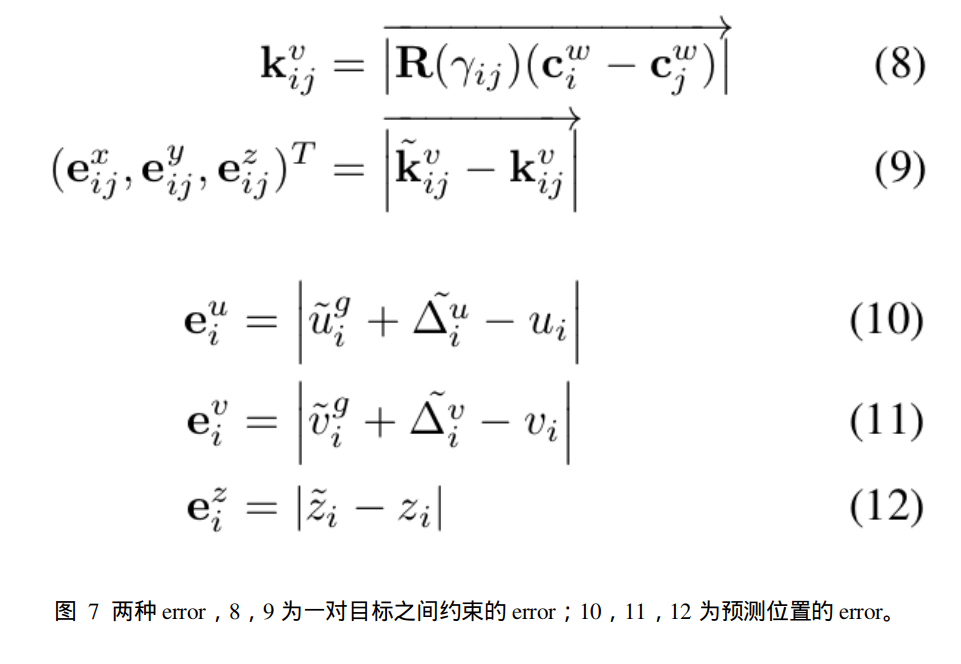 $\mathbf{k}_{ij}^{v} = \overrightarrow{\left|\mathbf{R}(\gamma_{ij})(\mathbf{c}_i^w - \mathbf{c}_j^w)\right|}$ (8)
$(\mathbf{e}_{ij}^{x}, \mathbf{e}_{ij}^{y}, \mathbf{e}_{ij}^{z})^T = \overrightarrow{\left|\tilde{\mathbf{k}}_{ij}^{v} - \mathbf{k}_{ij}^{v}\right|}$ (9)
$\mathbf{e}_i^u = \left|\tilde{u}_i^g + \tilde{\Delta_i^u} - u_i\right|$ (10)
$\mathbf{e}_i^v = \left|\tilde{v}_i^g + \tilde{\Delta_i^v} - v_i\right|$ (11)
$\mathbf{e}_i^z = \left|\tilde{z}_i - z_i\right|$ (12)
图 7 两种 error，8，9 为一对目标之间约束的 error；10，11，12 为预测位置的 error。